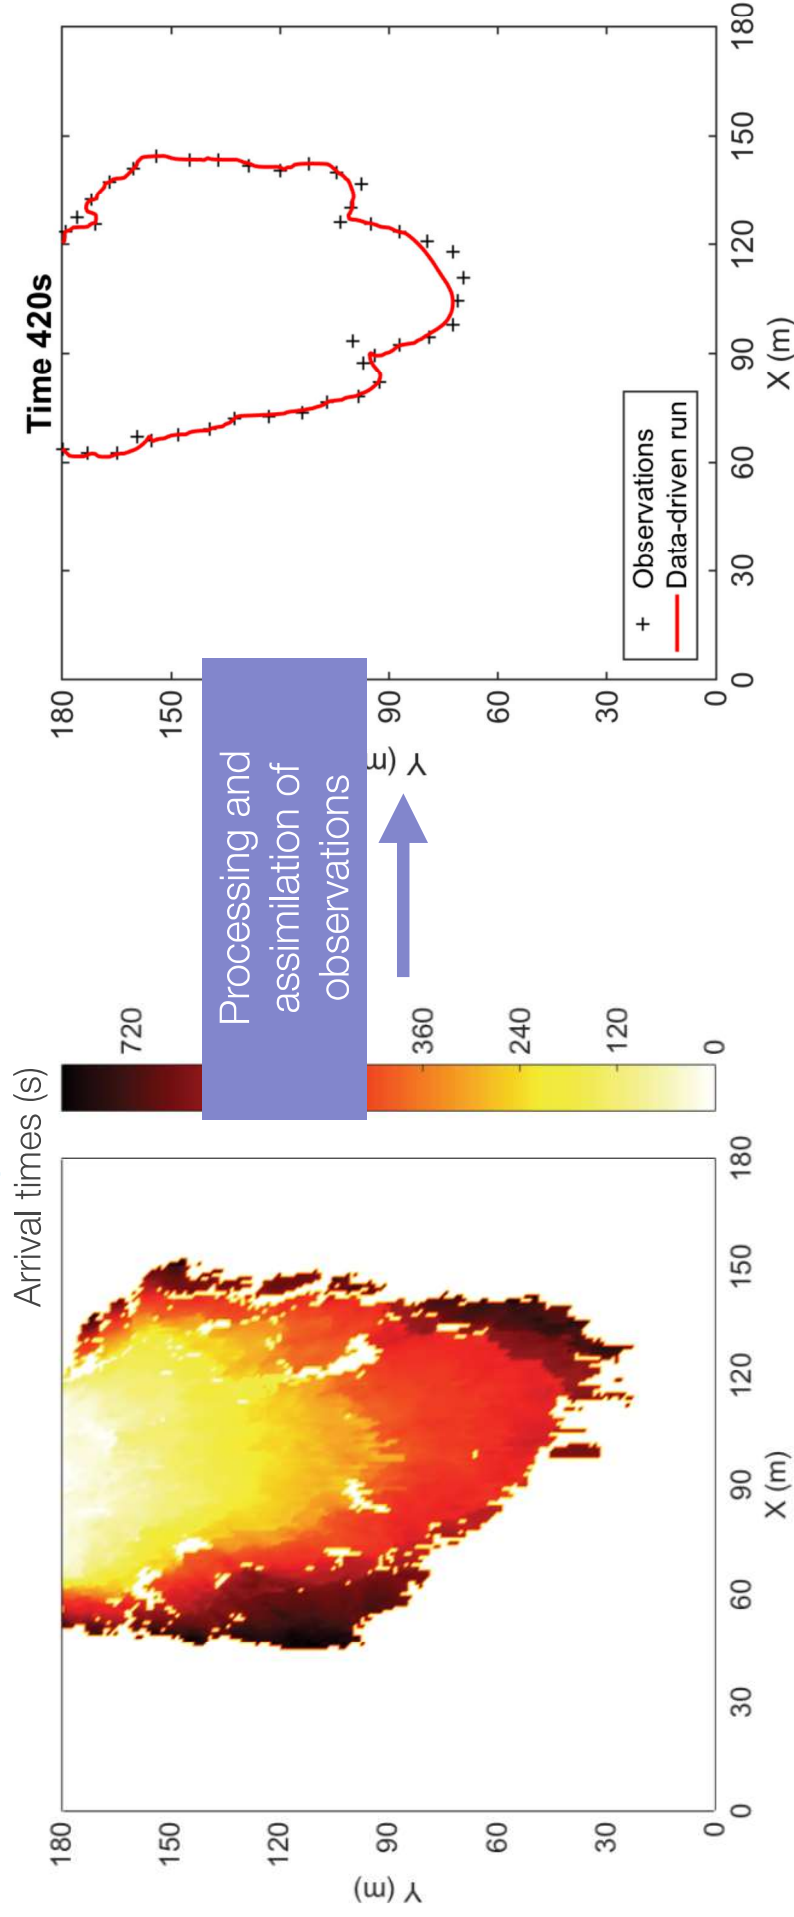 Arrival times (s)
180
150
120
90
60
30
0
Y (m)
0
30
60
90
120
150
180
X (m)
720
360
240
120
0
Processing and
assimilation of
observations
Time 420s
180
150
90
60
30
0
Y (m)
0
30
60
90
120
150
180
X (m)
Observations
Data-driven run